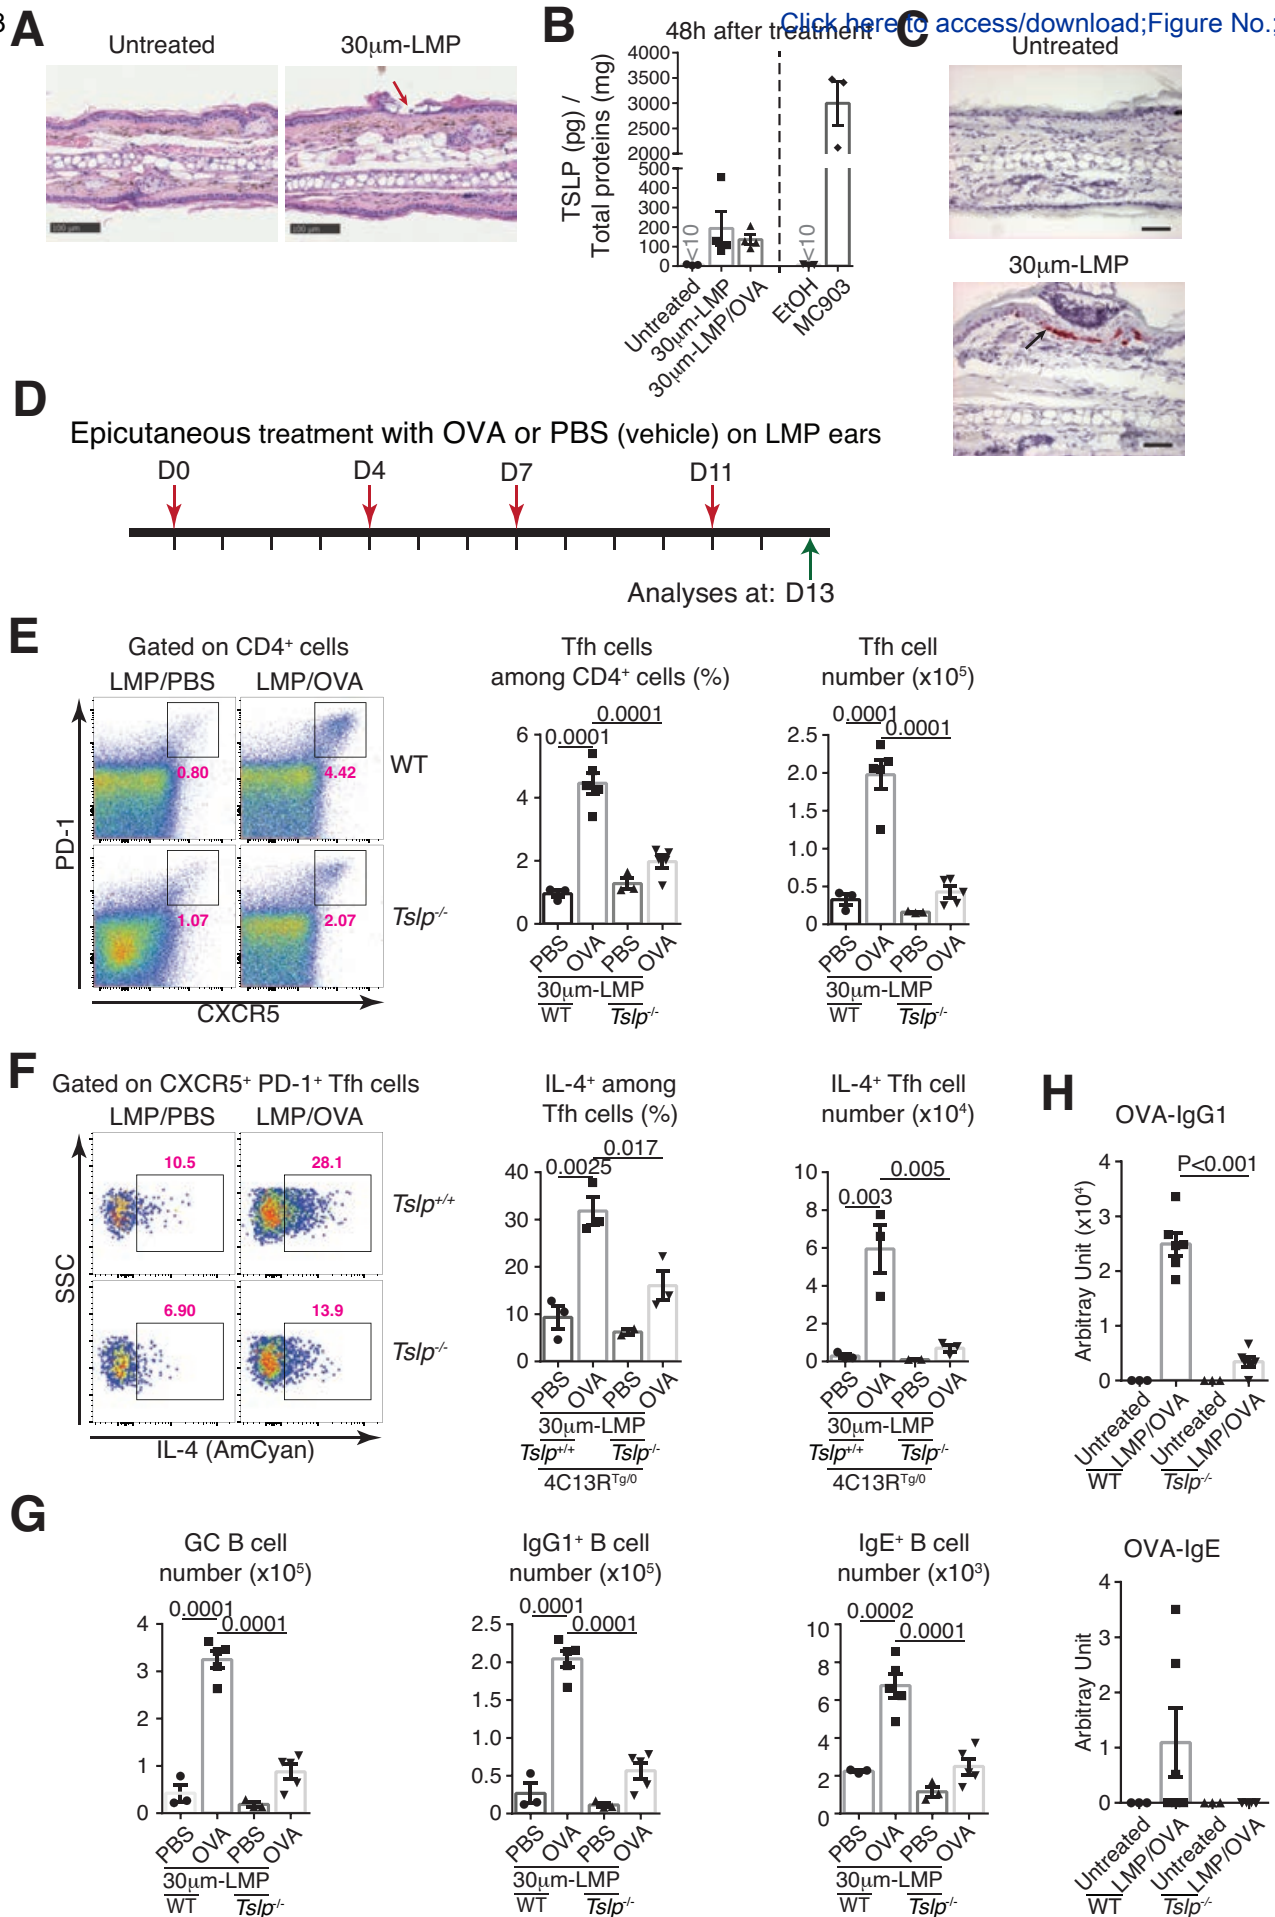 3
Click here to access/download;Figure No.;
A
Untreated
30μm-LMP
100 μm
100 μm
B
48h after treatment
TSLP (pg) /
Total proteins (mg)
4000
3500
3000
2500
2000
500
400
300
200
100
0
<10
<10
Untreated
30μm-LMP
30μm-LMP/OVA
EtOH
MC903
C
Untreated
30μm-LMP
D
Epicutaneous treatment with OVA or PBS (vehicle) on LMP ears
D0 D4 D7 D11
Analyses at: D13
E
Gated on CD4⁺ cells
LMP/PBS LMP/OVA
0.80 4.42
WT
1.07 2.07
Tslp⁻/⁻
PD-1
CXCR5
Tfh cells
among CD4⁺ cells (%)
0.0001
0.0001
6
4
2
0
PBS OVA PBS OVA
30μm-LMP
WT Tslp⁻/⁻
Tfh cell
number (x10⁵)
0.0001
0.0001
2.5
2.0
1.5
1.0
0.5
0
PBS OVA PBS OVA
30μm-LMP
WT Tslp⁻/⁻
F
Gated on CXCR5⁺ PD-1⁺ Tfh cells
LMP/PBS LMP/OVA
10.5 28.1
Tslp⁺/⁺
6.90 13.9
Tslp⁻/⁻
SSC
IL-4 (AmCyan)
IL-4⁺ among
Tfh cells (%)
0.017
0.0025
40
30
20
10
0
PBS OVA PBS OVA
30μm-LMP
Tslp⁺/⁺ Tslp⁻/⁻
4C13Rᵀᵍ/⁰
IL-4⁺ Tfh cell
number (x10⁴)
0.005
0.003
10
8
6
4
2
0
PBS OVA PBS OVA
30μm-LMP
Tslp⁺/⁺ Tslp⁻/⁻
4C13Rᵀᵍ/⁰
G
GC B cell
number (x10⁵)
0.0001
0.0001
4
3
2
1
0
PBS OVA PBS OVA
30μm-LMP
WT Tslp⁻/⁻
IgG1⁺ B cell
number (x10⁵)
0.0001
0.0001
2.5
2.0
1.5
1.0
0.5
0
PBS OVA PBS OVA
30μm-LMP
WT Tslp⁻/⁻
IgE⁺ B cell
number (x10³)
0.0002
0.0001
10
8
6
4
2
0
PBS OVA PBS OVA
30μm-LMP
WT Tslp⁻/⁻
H
OVA-IgG1
P<0.001
Arbitray Unit (x10⁴)
4
3
2
1
0
Untreated LMP/OVA Untreated LMP/OVA
WT Tslp⁻/⁻
OVA-IgE
Arbitray Unit
4
3
2
1
0
Untreated LMP/OVA Untreated LMP/OVA
WT Tslp⁻/⁻